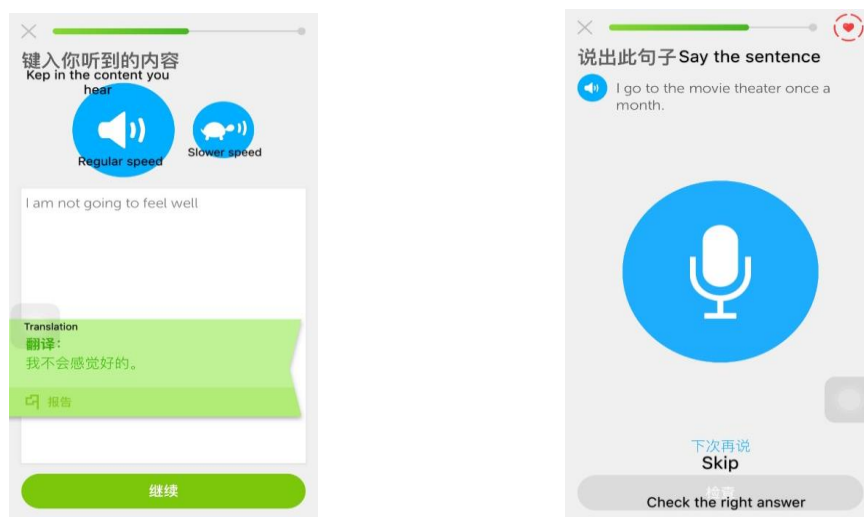 键入你听到的内容
Kep in the content you
hear
Regular speed
Slower speed
I am not going to feel well
Translation
翻译：
我不会感觉好的。
报告
继续
说出此句子 Say the sentence
I go to the movie theater once a
month.
下次再说
Skip
检查
Check the right answer